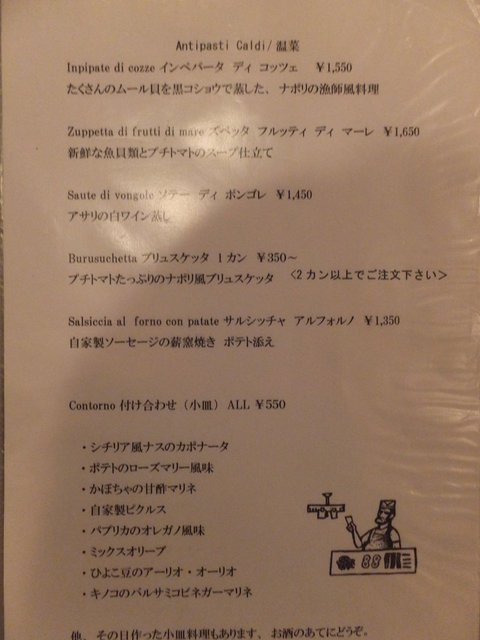 Antipasti Caldi/温菜
Inpipate di cozze インペパータ ディ コッツェ ￥1,550
たくさんのムール貝を黒コショウで蒸した、ナポリの漁師風料理
Zuppetta di frutti di mare ズペッタ フルッティ ディ マーレ ￥1,650
新鮮な魚貝類とプチトマトのスープ仕立て
Saute di vongole ソテー ディ ボンゴレ ￥1,450
アサリの白ワイン蒸し
Burusuchetta ブリュスケッタ 1カン ￥350～
プチトマトたっぷりのナポリ風ブリュスケッタ <2カン以上でご注文下さい>
Salsiccia al forno con patate サルシッチャ アルフォルノ ￥1,350
自家製ソーセージの薪窯焼き ポテト添え
Contorno 付け合わせ（小皿）ALL ￥550
・シチリア風ナスのカポナータ
・ポテトのローズマリー風味
・かぼちゃの甘酢マリネ
・自家製ピクルス
・パプリカのオレガノ風味
・ミックスオリーブ
・ひよこ豆のアーリオ・オーリオ
・キノコのバルサミコビネガーマリネ
他、その日作った小皿料理もあります、お酒のあてにどうぞ。